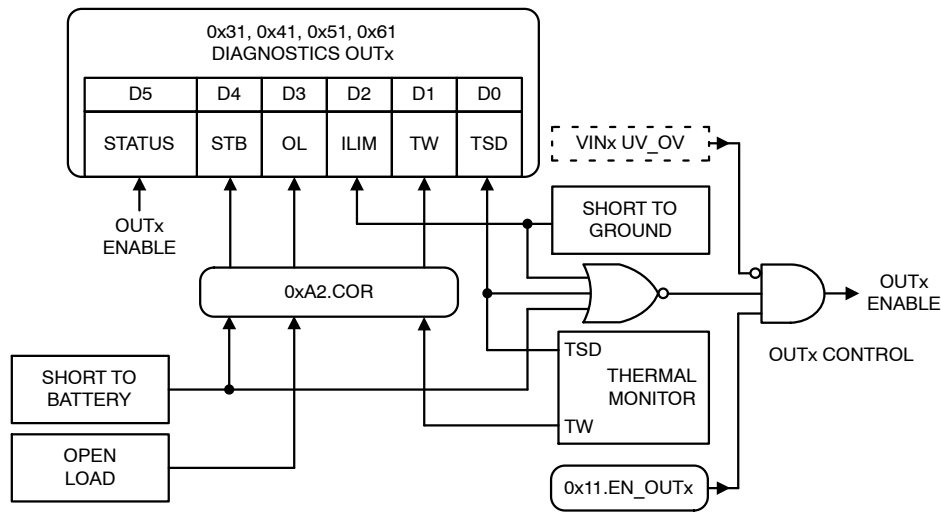 0x31, 0x41, 0x51, 0x61
DIAGNOSTICS OUTx
D5 D4 D3 D2 D1 D0
STATUS STB OL ILIM TW TSD
VINx UV_OV
OUTx
ENABLE
SHORT TO
GROUND
0xA2.COR
OUTx
ENABLE
OUTx CONTROL
SHORT TO
BATTERY
TSD
THERMAL
MONITOR
TW
OPEN
LOAD
0x11.EN_OUTx